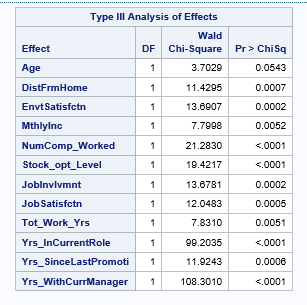 Type III Analysis of Effects
Effect DF Wald Chi-Square Pr > ChiSq
Age 1 3.7029 0.0543
DistFrmHome 1 11.4295 0.0007
EnvtSatisfctn 1 13.6907 0.0002
MthlyInc 1 7.7998 0.0052
NumComp_Worked 1 21.2830 <.0001
Stock_opt_Level 1 19.4217 <.0001
JobInvlvmnt 1 13.6781 0.0002
JobSatisfctn 1 12.0483 0.0005
Tot_Work_Yrs 1 7.8310 0.0051
Yrs_InCurrentRole 1 99.2035 <.0001
Yrs_SinceLastPromoti 1 11.9243 0.0006
Yrs_WithCurrManager 1 108.3010 <.0001